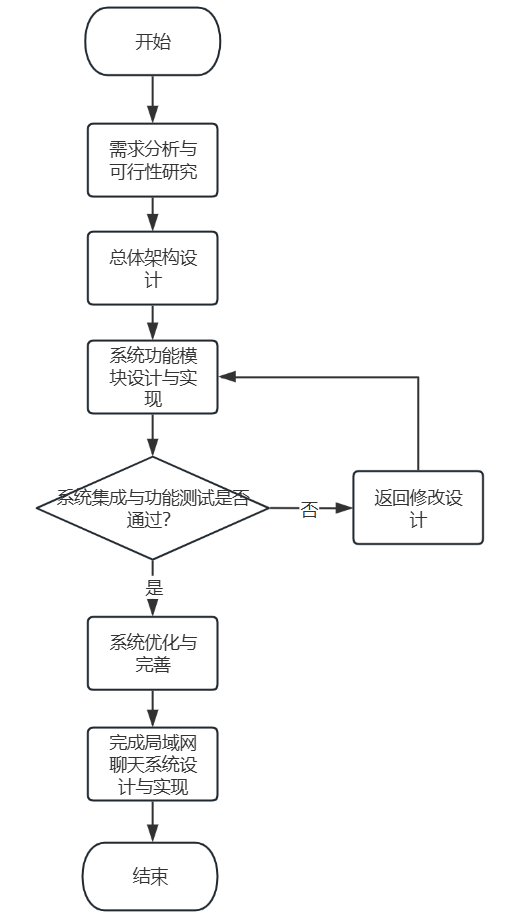 开始
需求分析与
可行性研究
总体架构设
计
系统功能模
块设计与实
现
系统集成与功能测试是否
通过？
否
返回修改设
计
是
系统优化与
完善
完成局域网
聊天系统设
计与实现
结束